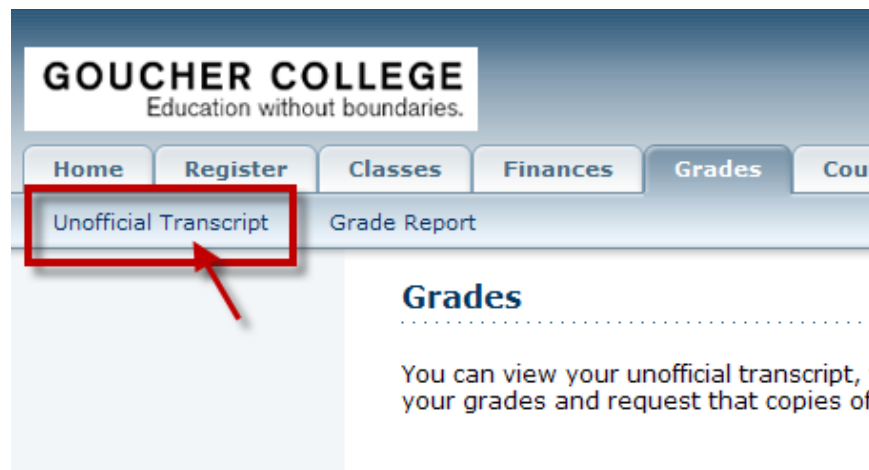 GOUCHER COLLEGE
Education without boundaries.
Home Register Classes Finances Grades Cou
Unofficial Transcript Grade Report
Grades
You can view your unofficial transcript,
your grades and request that copies of